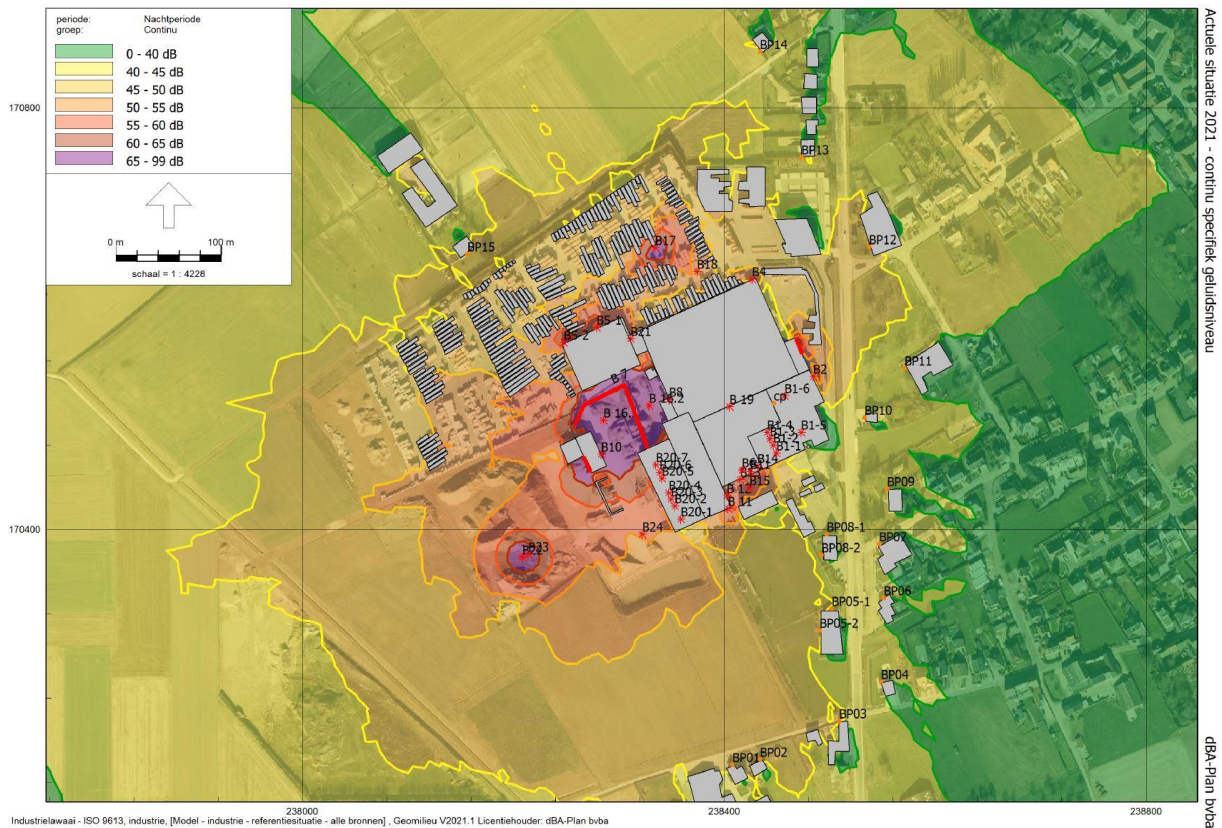 periode: Nachtperiode
groep: Continu
0 - 40 dB
40 - 45 dB
45 - 50 dB
50 - 55 dB
55 - 60 dB
60 - 65 dB
65 - 99 dB
0 m 100 m
schaal = 1 : 4228
Actuele situatie 2021 - continu specifiek geluidsniveau
dBA-Plan bvba
170800
170400
238000
238400
238800
BP14
BP13
BP12
BP15
B17
B18
B4
B5-1
B5-2
B21
BP11
B2
B 7
B8
B1-6
cp
B 19
BP10
B1-4
B1-3
B1-2
B1-5
B1-1
B10
B14
B20-7
B20-6
B20-5
B15
B20-4
B20-3
B 12
B20-2
B 11
B20-1
BP09
B24
BP08-1
BP07
BP08-2
B23
BP06
BP05-1
BP05-2
BP04
BP03
BP02
BP01
Industrielawaai - ISO 9613, industrie, [Model - industrie - referentiesituatie - alle bronnen] , Geomilieu V2021.1 Licentiehouder: dBA-Plan bvba